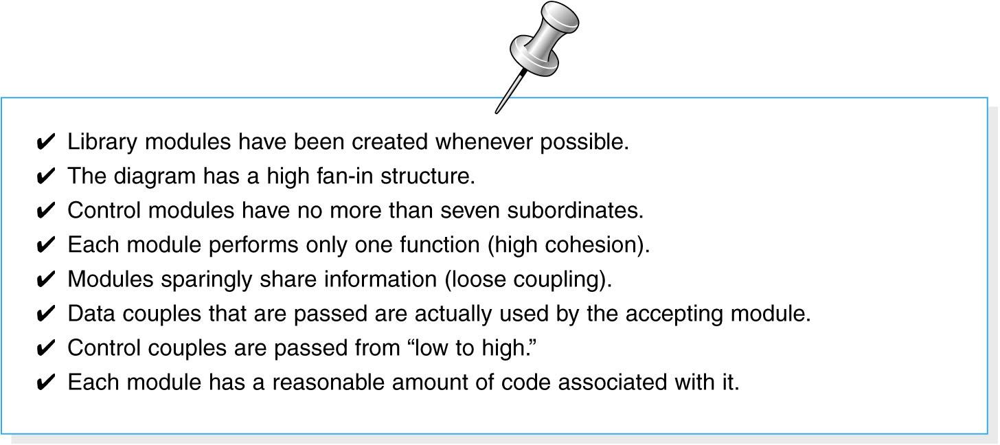 ✔ Library modules have been created whenever possible.
✔ The diagram has a high fan-in structure.
✔ Control modules have no more than seven subordinates.
✔ Each module performs only one function (high cohesion).
✔ Modules sparingly share information (loose coupling).
✔ Data couples that are passed are actually used by the accepting module.
✔ Control couples are passed from “low to high.”
✔ Each module has a reasonable amount of code associated with it.